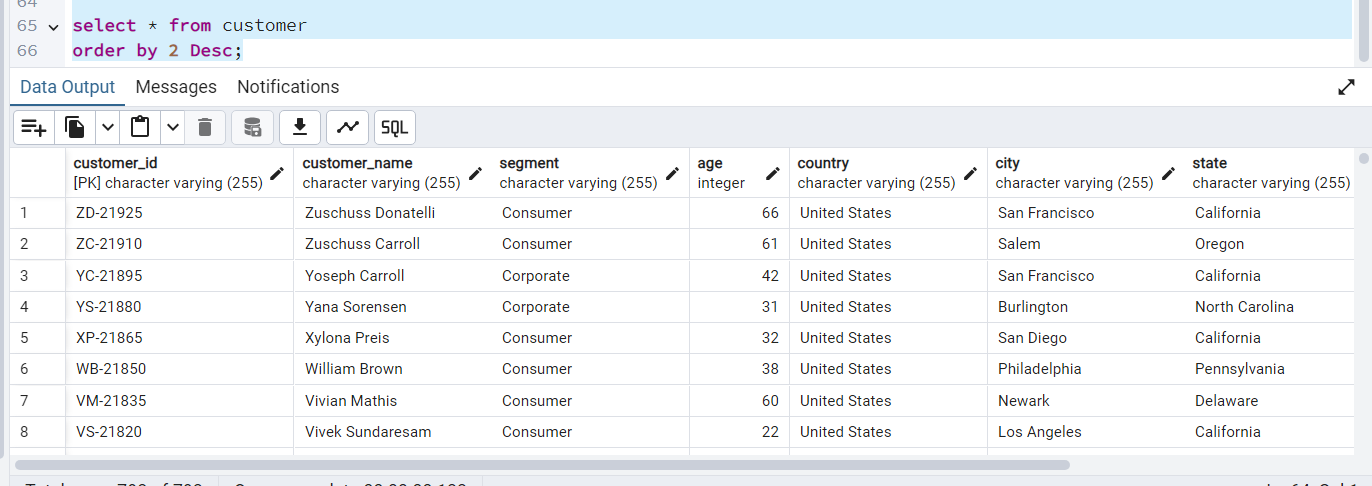 64
65 select * from customer
66 order by 2 Desc;
Data Output Messages Notifications
SQL
customer_id customer_name segment age country city state
[PK] character varying (255) character varying (255) character varying (255) integer character varying (255) character varying (255) character varying (255)
1 ZD-21925 Zuschuss Donatelli Consumer 66 United States San Francisco California
2 ZC-21910 Zuschuss Carroll Consumer 61 United States Salem Oregon
3 YC-21895 Yoseph Carroll Corporate 42 United States San Francisco California
4 YS-21880 Yana Sorensen Corporate 31 United States Burlington North Carolina
5 XP-21865 Xylona Preis Consumer 32 United States San Diego California
6 WB-21850 William Brown Consumer 38 United States Philadelphia Pennsylvania
7 VM-21835 Vivian Mathis Consumer 60 United States Newark Delaware
8 VS-21820 Vivek Sundaresam Consumer 22 United States Los Angeles California